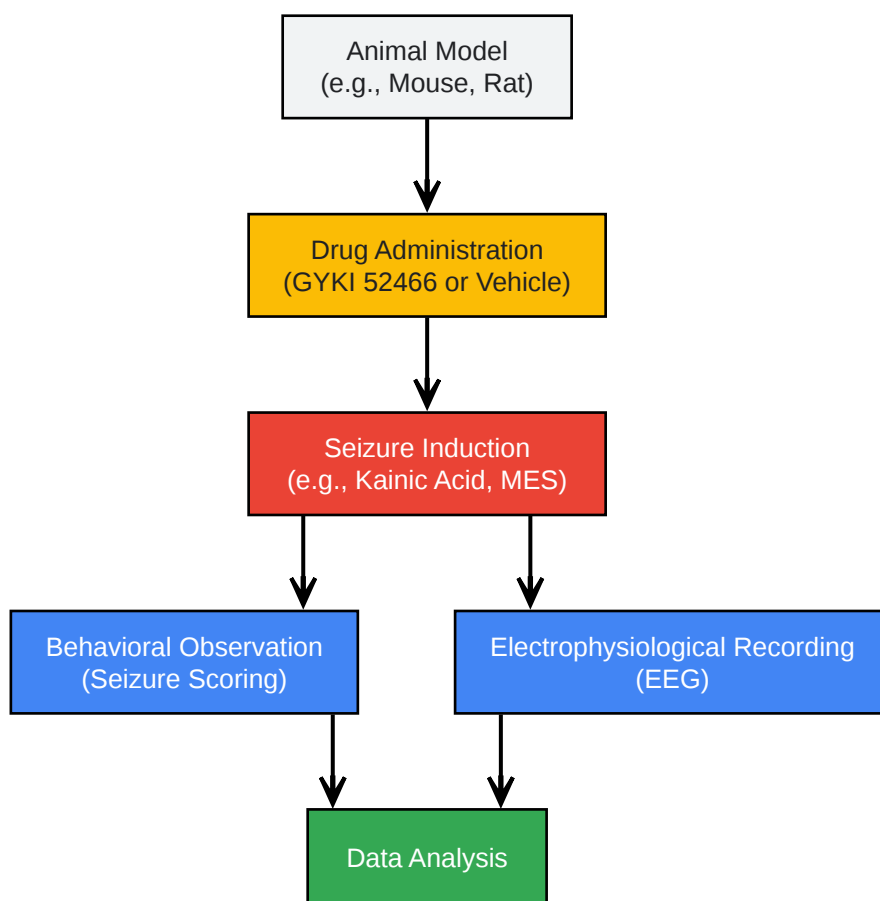 Animal Model
(e.g., Mouse, Rat)
Drug Administration
(GYKI 52466 or Vehicle)
Seizure Induction
(e.g., Kainic Acid, MES)
Behavioral Observation
(Seizure Scoring)
Electrophysiological Recording
(EEG)
Data Analysis